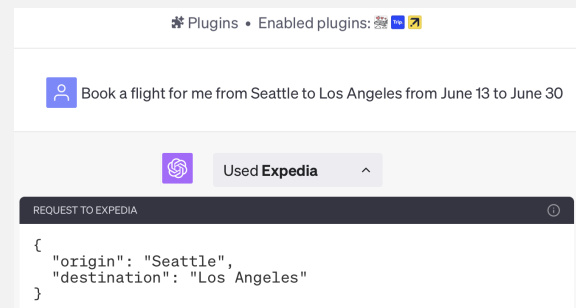 Plugins • Enabled plugins: Trip.
Book a flight for me from Seattle to Los Angeles from June 13 to June 30
Used Expedia
REQUEST TO EXPEDIA
{
"origin": "Seattle",
"destination": "Los Angeles"
}